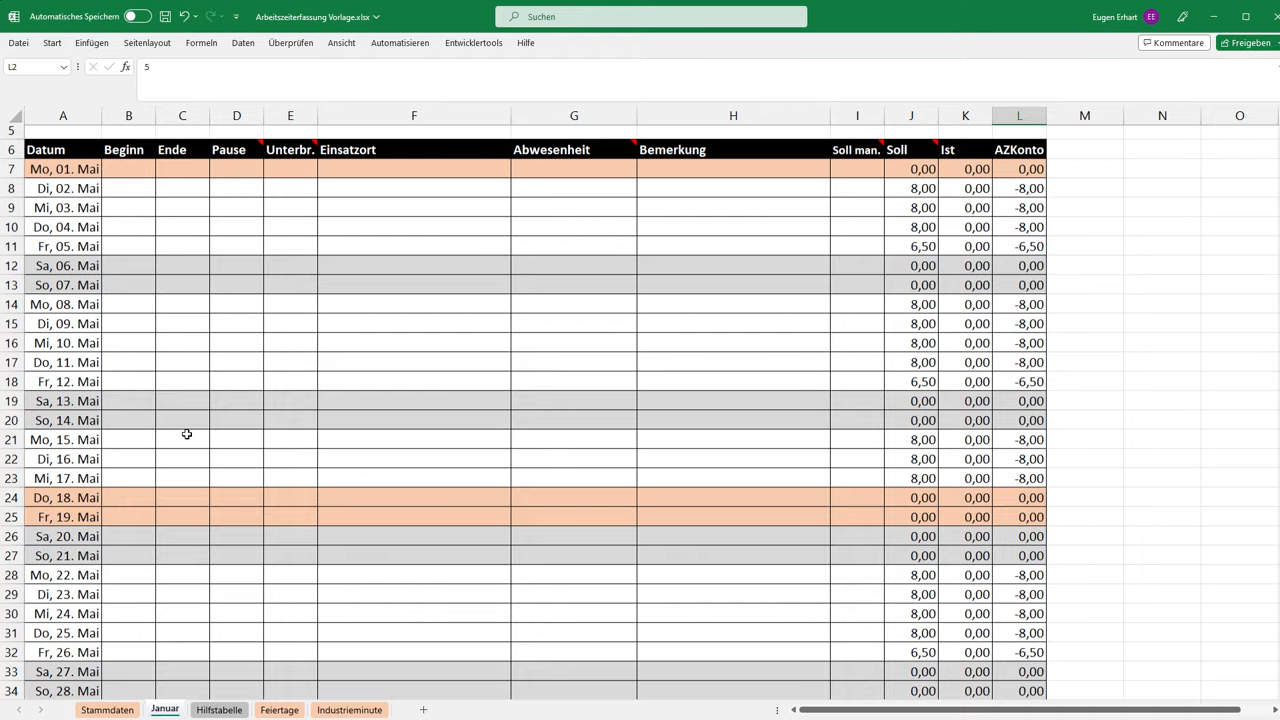 Automatisches Speichern Arbeitszeiterfassung Vorlage.xlsx Suchen Eugen Erhart EE
Datei Start Einfügen Seitenlayout Formeln Daten Überprüfen Ansicht Automatisieren Entwicklertools Hilfe Kommentare Freigeben
L2 fx 5
A B C D E F G H I J K L M N O
5
6 Datum Beginn Ende Pause Unterbr. Einsatzort Abwesenheit Bemerkung Soll man. Soll Ist AZKonto
7 Mo, 01. Mai 0,00 0,00 0,00
8 Di, 02. Mai 8,00 0,00 -8,00
9 Mi, 03. Mai 8,00 0,00 -8,00
10 Do, 04. Mai 8,00 0,00 -8,00
11 Fr, 05. Mai 6,50 0,00 -6,50
12 Sa, 06. Mai 0,00 0,00 0,00
13 So, 07. Mai 0,00 0,00 0,00
14 Mo, 08. Mai 8,00 0,00 -8,00
15 Di, 09. Mai 8,00 0,00 -8,00
16 Mi, 10. Mai 8,00 0,00 -8,00
17 Do, 11. Mai 8,00 0,00 -8,00
18 Fr, 12. Mai 6,50 0,00 -6,50
19 Sa, 13. Mai 0,00 0,00 0,00
20 So, 14. Mai 0,00 0,00 0,00
21 Mo, 15. Mai 8,00 0,00 -8,00
22 Di, 16. Mai 8,00 0,00 -8,00
23 Mi, 17. Mai 8,00 0,00 -8,00
24 Do, 18. Mai 0,00 0,00 0,00
25 Fr, 19. Mai 0,00 0,00 0,00
26 Sa, 20. Mai 0,00 0,00 0,00
27 So, 21. Mai 0,00 0,00 0,00
28 Mo, 22. Mai 8,00 0,00 -8,00
29 Di, 23. Mai 8,00 0,00 -8,00
30 Mi, 24. Mai 8,00 0,00 -8,00
31 Do, 25. Mai 8,00 0,00 -8,00
32 Fr, 26. Mai 6,50 0,00 -6,50
33 Sa, 27. Mai 0,00 0,00 0,00
34 So, 28. Mai 0,00 0,00 0,00
Stammdaten Januar Hilfstabelle Feiertage Industrieminute